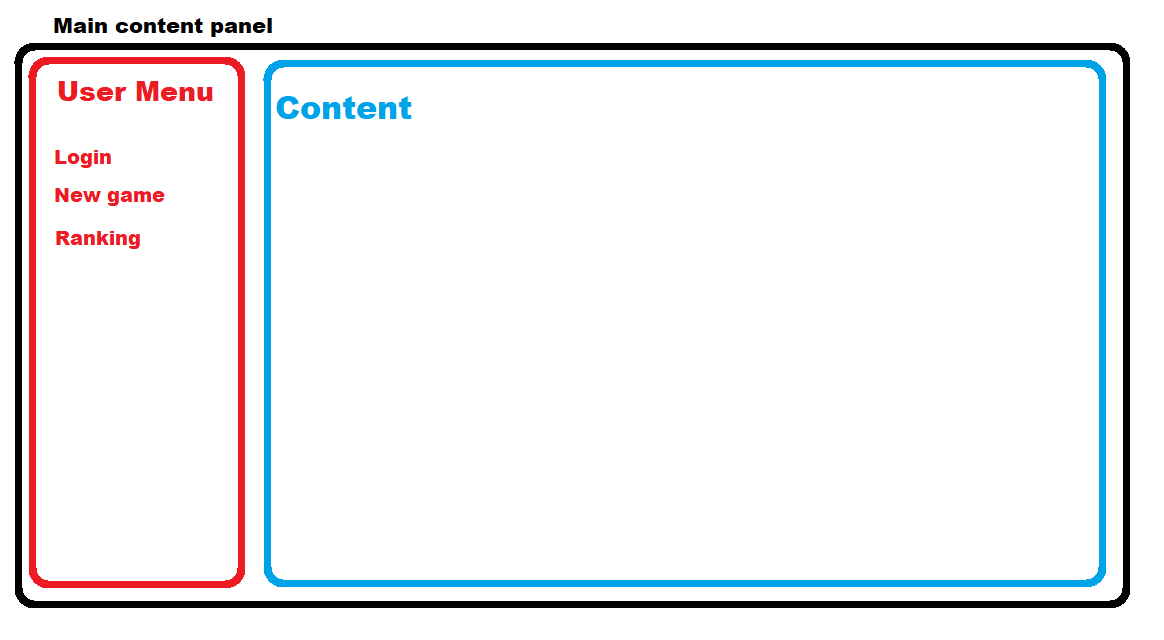 Main content panel
User Menu
Content
Login
New game
Ranking